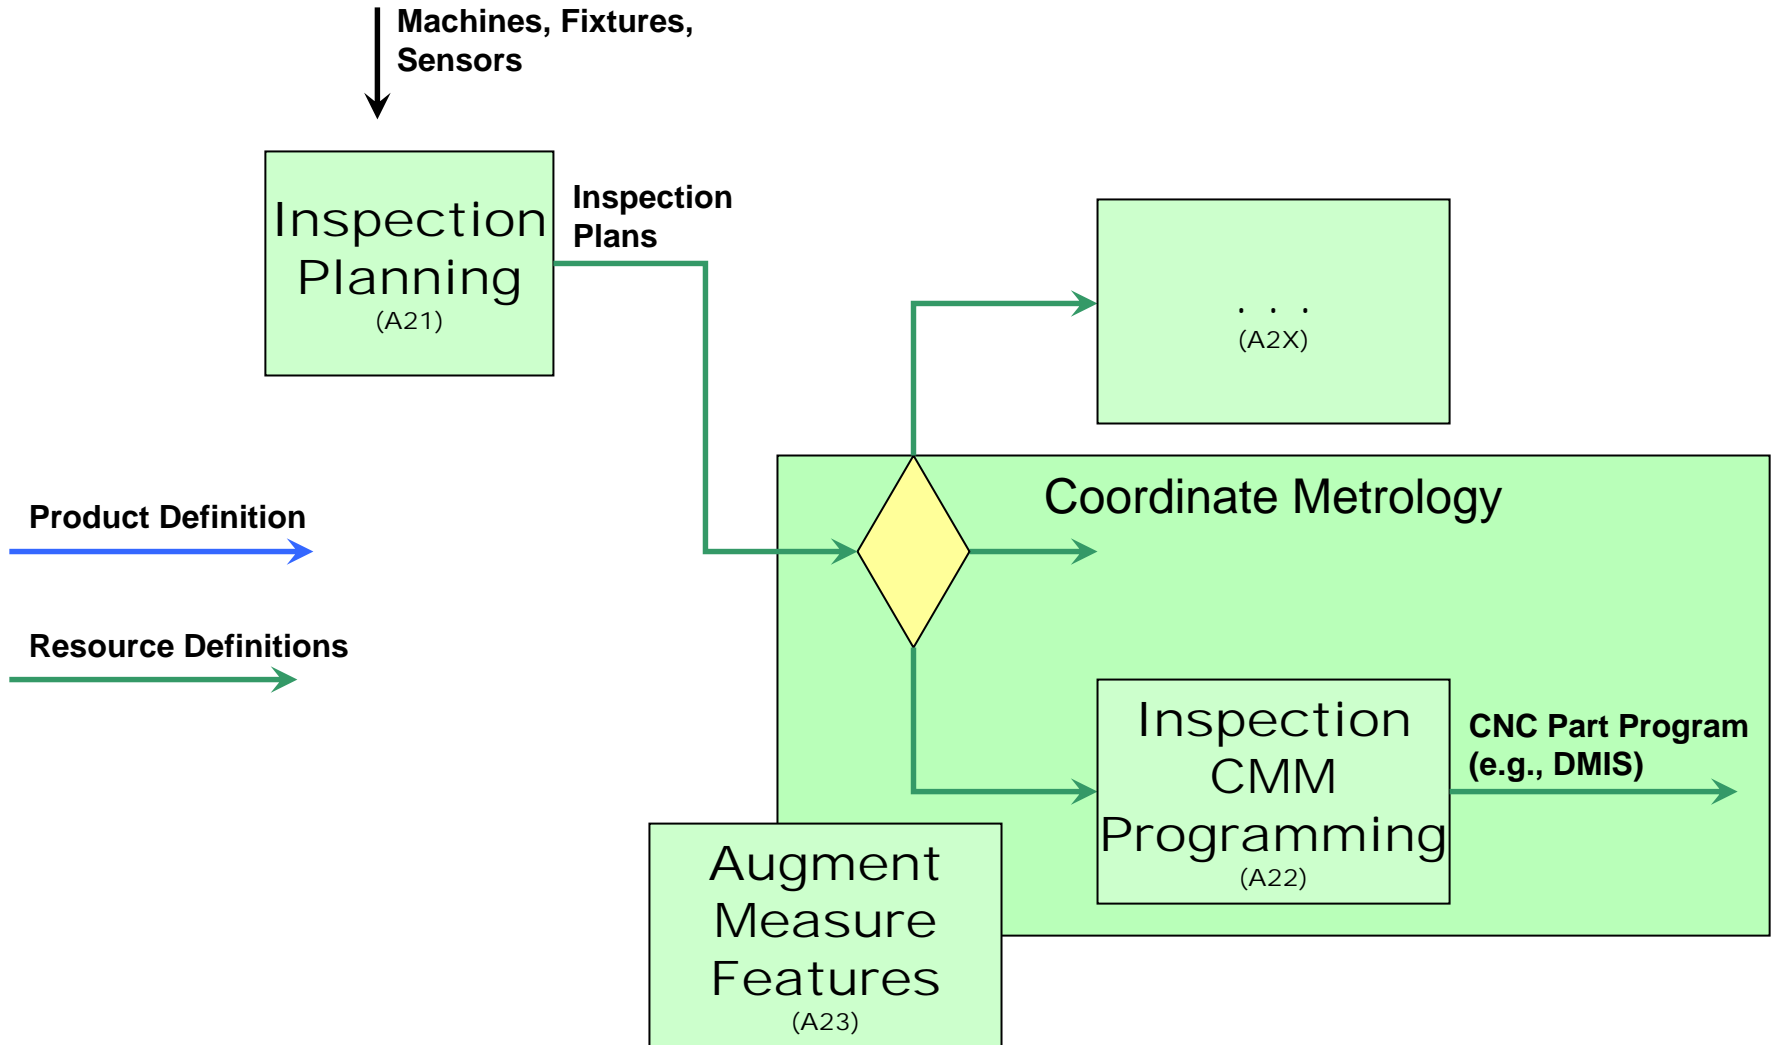 Machines, Fixtures,
Sensors
Inspection
Planning
(A21)
Inspection
Plans
. . .
(A2X)
Coordinate Metrology
Product Definition
Resource Definitions
Inspection
CMM
Programming
(A22)
CNC Part Program
(e.g., DMIS)
Augment
Measure
Features
(A23)